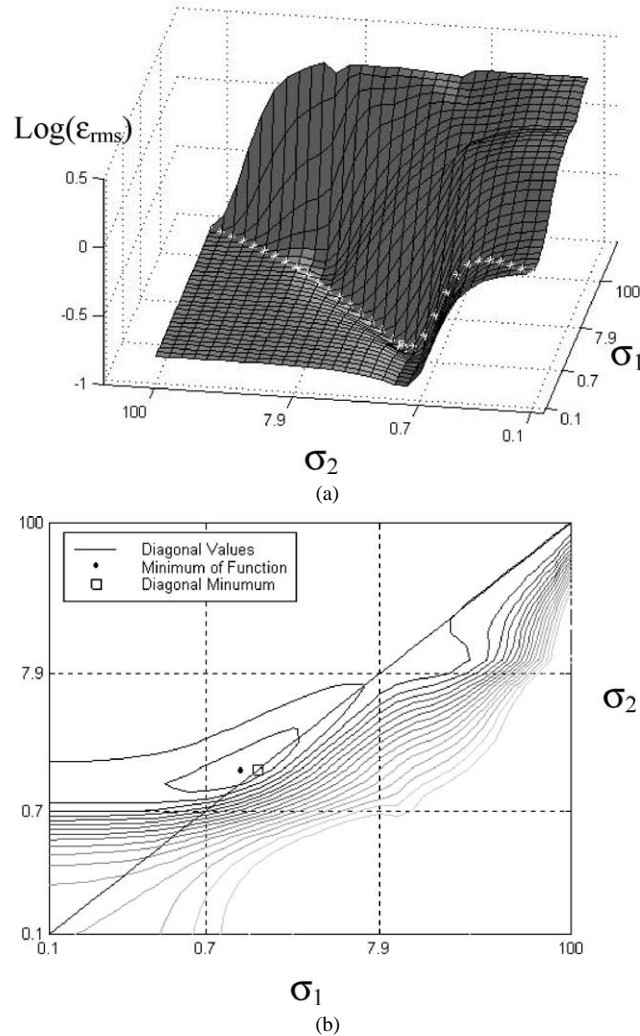 Log(εrms)
0.5
0
-0.5
-1
100
7.9
0.7
0.1
σ2
100
7.9
0.7
0.1
σ1
(a)
100
7.9
0.7
0.1
Diagonal Values
Minimum of Function
Diagonal Minumum
σ2
0.1
0.7
7.9
100
σ1
(b)